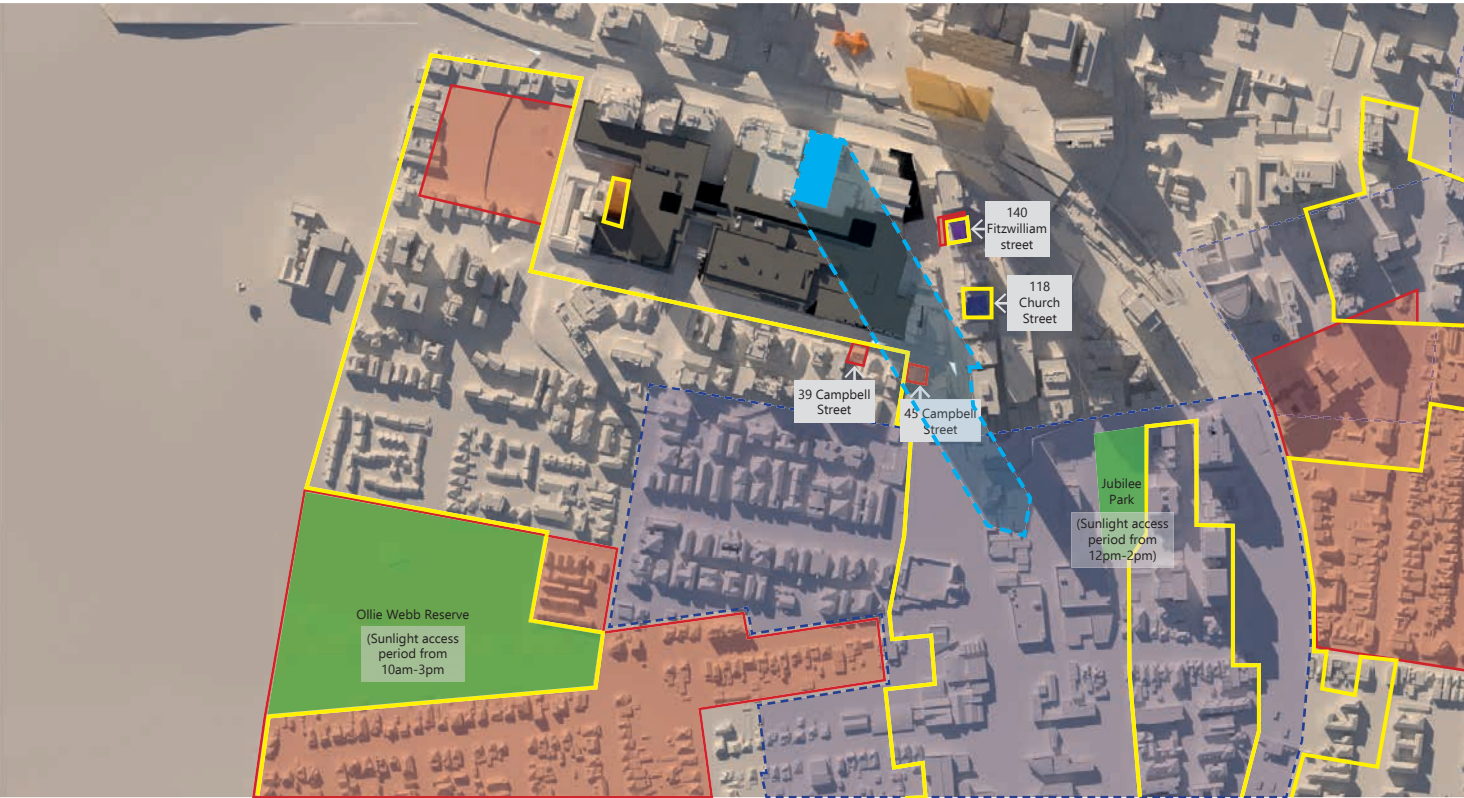 140
Fitzwilliam
street
118
Church
Street
39 Campbell
Street
45 Campbell
Street
Jubilee
Park
(Sunlight access
period from
12pm-2pm)
Ollie Webb Reserve
(Sunlight access
period from
10am-3pm